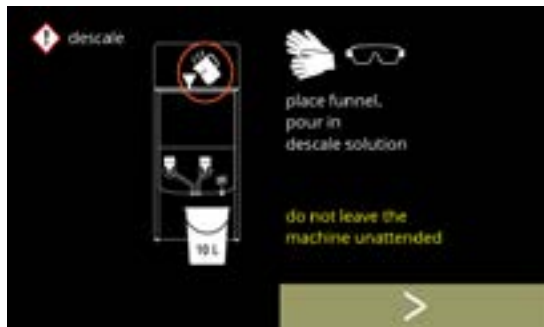 descale
place funnel,
pour in
descale solution
do not leave the
machine unattended
10 L